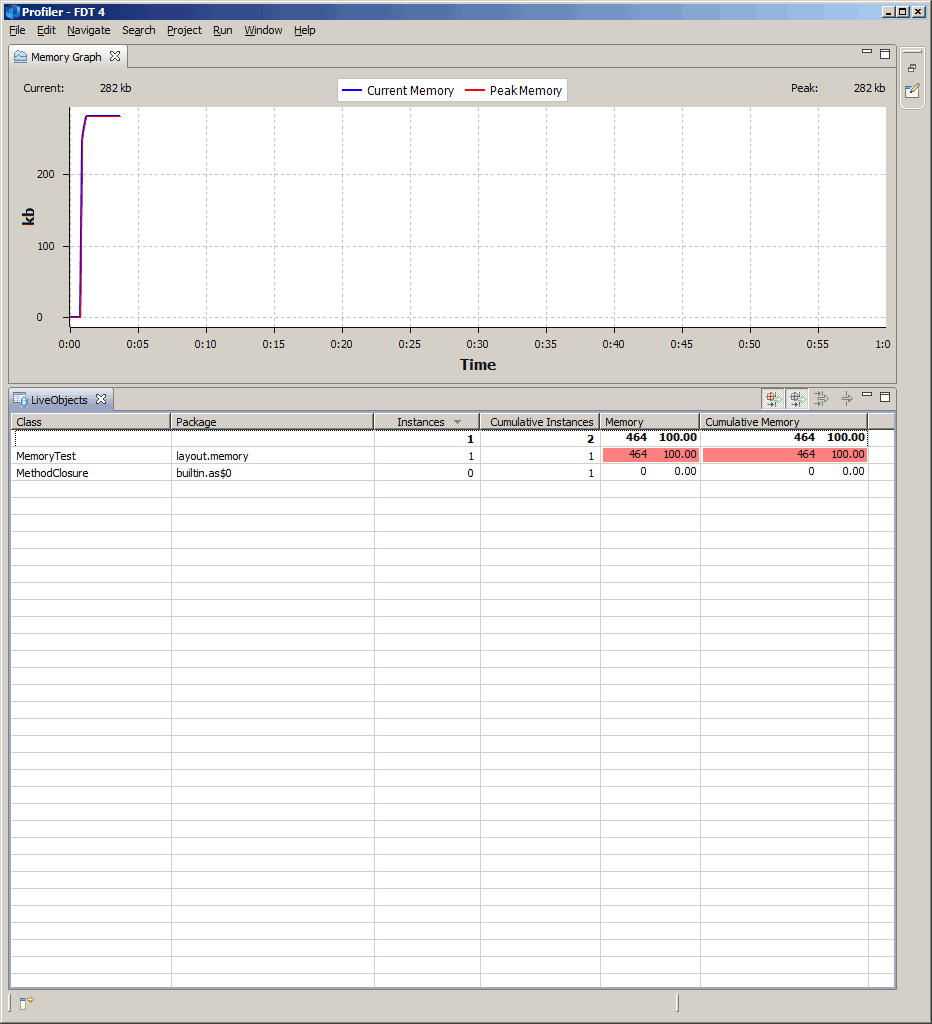 Profiler - FDT 4
File Edit Navigate Search Project Run Window Help
Memory Graph
Current: 282 kb Current Memory Peak Memory Peak: 282 kb
200
kb
100
0
0:00 0:05 0:10 0:15 0:20 0:25 0:30 0:35 0:40 0:45 0:50 0:55 1:0
Time
LiveObjects
Class Package Instances Cumulative Instances Memory Cumulative Memory
1 2 464 100.00 464 100.00
MemoryTest layout.memory 1 1 464 100.00 464 100.00
MethodClosure builtin.as$0 0 1 0 0.00 0 0.00